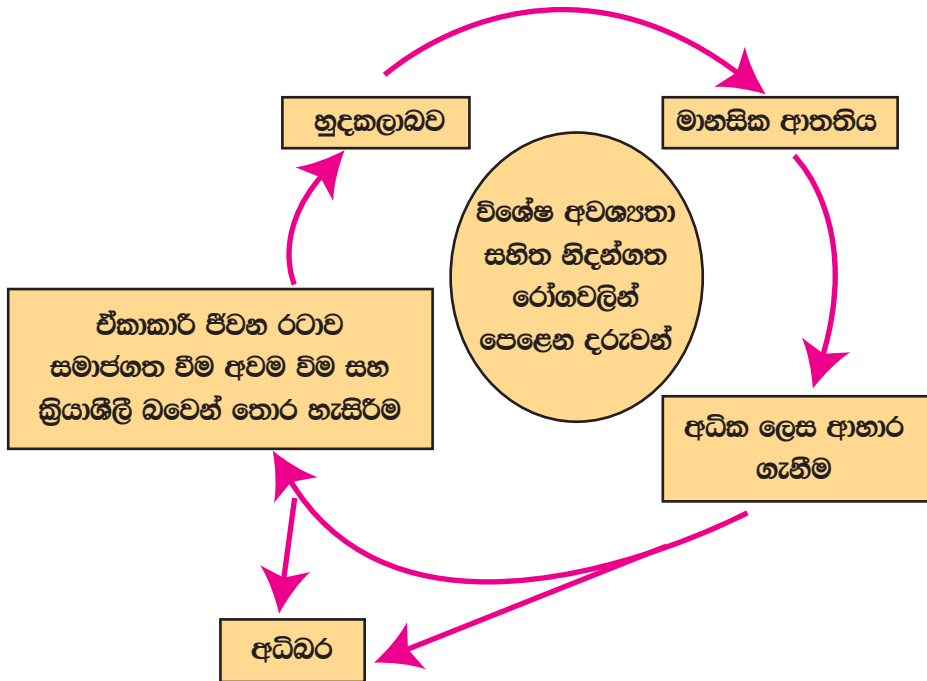 හුදකලාබව
මානසික ආතතිය
විශේෂ අවශ්‍යතා
සහිත නිදන්ගත
රෝගවලින්
පෙළෙන දරුවන්
ඒකාකාරී ජීවන රටාව
සමාජගත වීම අවම විම සහ
ක්‍රියාශීලී බවෙන් තොර හැසිරීම
අධික ලෙස ආහාර
ගැනීම
අධිබර